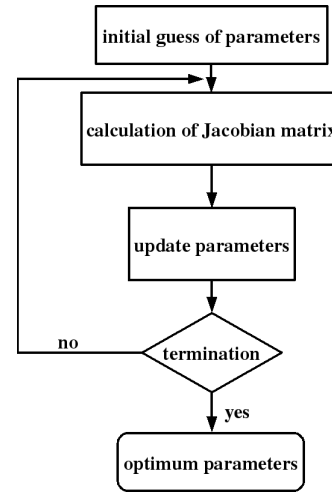 initial guess of parameters
calculation of Jacobian matrix
update parameters
no
termination
yes
optimum parameters